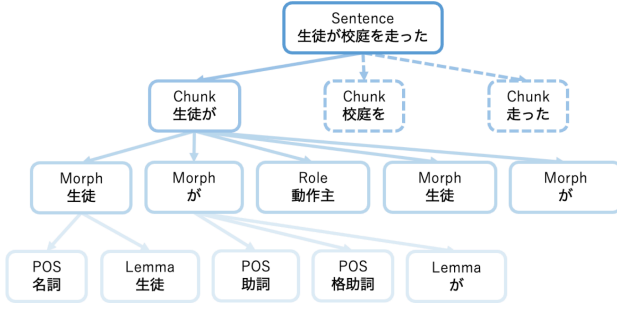 Sentence
生徒が校庭を走った
Chunk
生徒が
Chunk
校庭を
Chunk
走った
Morph
生徒
Morph
が
Role
動作主
Morph
生徒
Morph
が
POS
名詞
Lemma
生徒
POS
助詞
POS
格助詞
Lemma
が